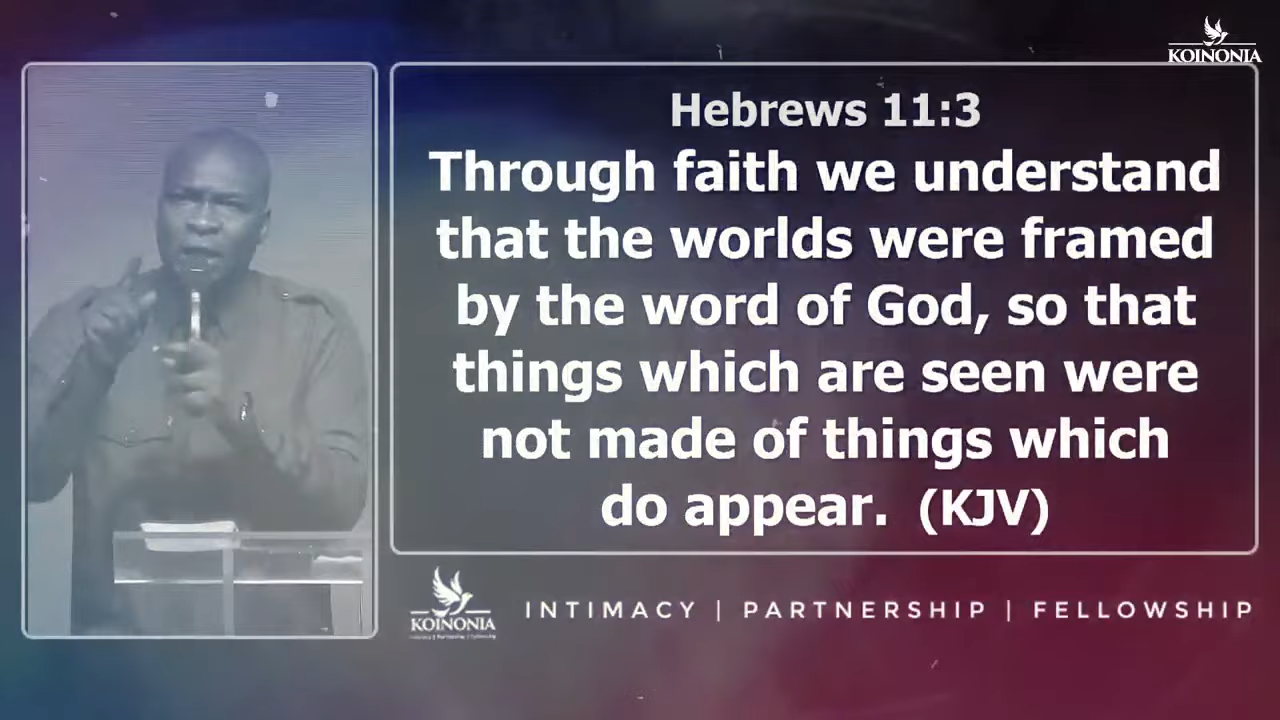 KOINONIA
Hebrews 11:3
Through faith we understand
that the worlds were framed
by the word of God, so that
things which are seen were
not made of things which
do appear. (KJV)
KOINONIA
INTIMACY | PARTNERSHIP | FELLOWSHIP